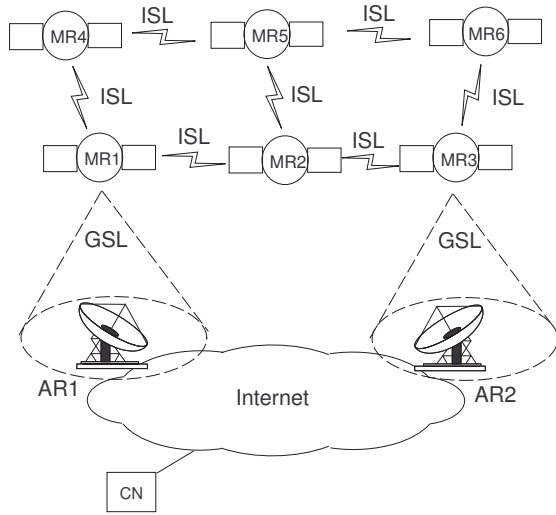 ISL
ISL
MR4
MR5
MR6
ISL
ISL
ISL
ISL
ISL
MR1
MR2
MR3
GSL
GSL
AR1
Internet
AR2
CN